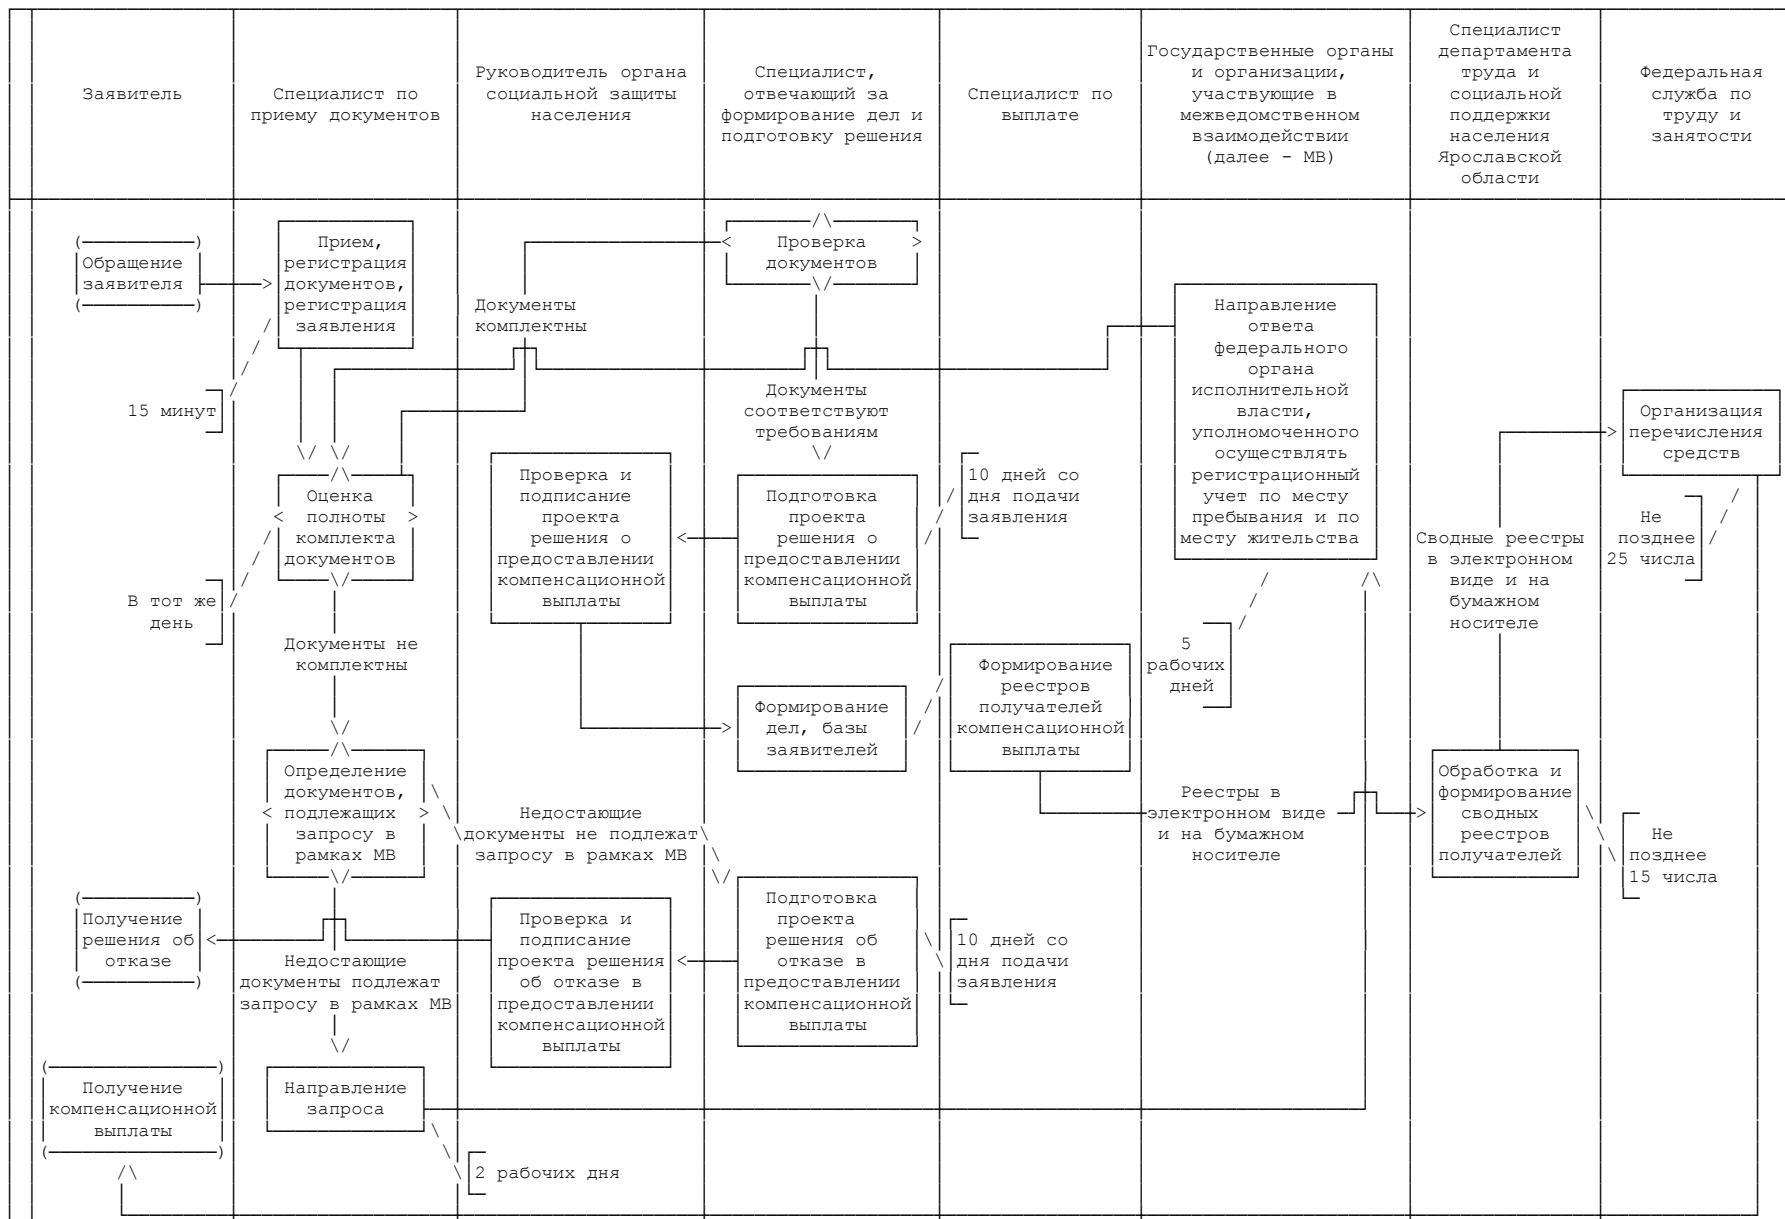 Заявитель
Специалист по
приему документов
Руководитель органа
социальной защиты
населения
Специалист,
отвечающий за
формирование дел и
подготовку решения
Специалист по
выплате
Государственные органы
и организации,
участвующие в
межведомственном
взаимодействии
(далее - МВ)
Специалист
департамента
труда и
социальной
поддержки
населения
Ярославской
области
Федеральная
служба по
труду и
занятости
Обращение
заявителя
Прием,
регистрация
документов,
регистрация
заявления
15 минут
Проверка
документов
Документы
комплектны
Документы
соответствуют
требованиям
Направление
ответа
федерального
органа
исполнительной
власти,
уполномоченного
осуществлять
регистрационный
учет по месту
пребывания и по
месту жительства
Организация
перечисления
средств
Оценка
полноты
комплекта
документов
В тот же
день
Проверка и
подписание
проекта
решения о
предоставлении
компенсационной
выплаты
Подготовка
проекта
решения о
предоставлении
компенсационной
выплаты
10 дней со
дня подачи
заявления
Сводные реестры
в электронном
виде и на
бумажном
носителе
Не
позднее
25 числа
Документы не
комплектны
5
рабочих
дней
Формирование
дел, базы
заявителей
Формирование
реестров
получателей
компенсационной
выплаты
Определение
документов,
подлежащих
запросу в
рамках МВ
Недостающие
документы не подлежат
запросу в рамках МВ
Реестры в
электронном виде
и на бумажном
носителе
Обработка и
формирование
сводных
реестров
получателей
Не
позднее
15 числа
Получение
решения об
отказе
Недостающие
документы подлежат
запросу в рамках МВ
Проверка и
подписание
проекта решения
об отказе в
предоставлении
компенсационной
выплаты
Подготовка
проекта
решения об
отказе в
предоставлении
компенсационной
выплаты
10 дней со
дня подачи
заявления
Получение
компенсационной
выплаты
Направление
запроса
2 рабочих дня